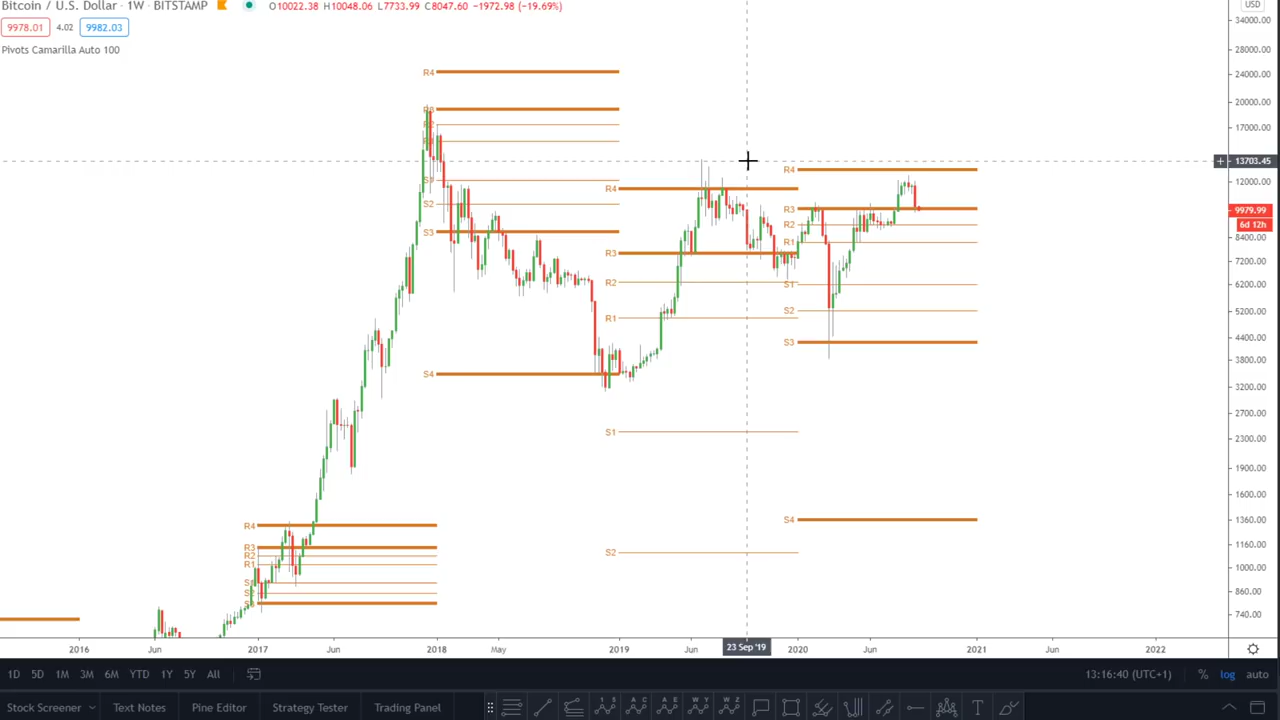 Bitcoin / U.S. Dollar · 1W · BITSTAMP O10022.38 H10048.06 L7733.99 C8047.60 −1972.98 (−19.69%)
9978.01 4.02 9982.03
Pivots Camarilla Auto 100
USD
34000.00
28000.00
24000.00
20000.00
17000.00
13703.45
12000.00
9979.99
6d 12h
8400.00
7200.00
6200.00
5200.00
4400.00
3800.00
3200.00
2700.00
2300.00
1900.00
1600.00
1360.00
1160.00
1000.00
860.00
740.00
R4
R3
R2
R1
R4
S2
S3
S4
R4
R3
R2
R1
S1
S2
R4
R3
R2
R1
S1
S2
S3
S4
2016 Jun 2017 2018 May 2019 Jun 23 Sep '19 2020 Jun 2021 Jun 2022
1D 5D 1M 3M 6M YTD 1Y 5Y All 13:16:40 (UTC+1) % log auto
Stock Screener Text Notes Pine Editor Strategy Tester Trading Panel